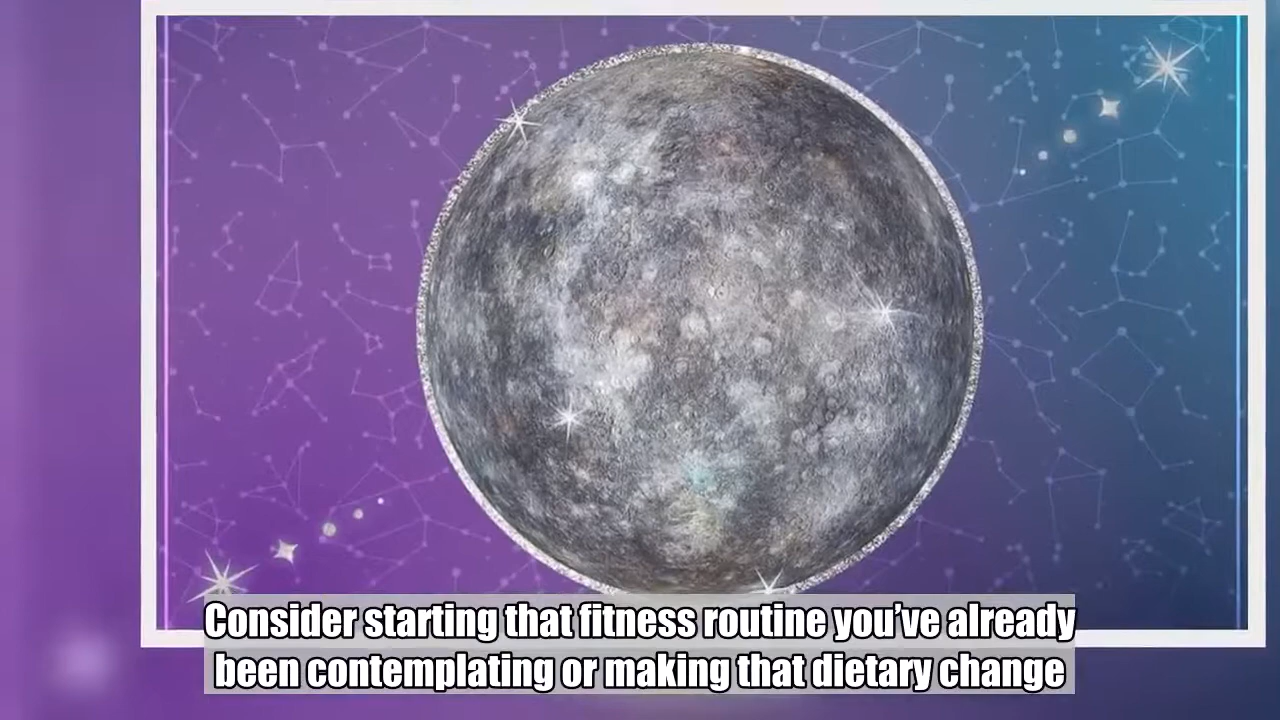 Consider starting that fitness routine you’ve already
been contemplating or making that dietary change